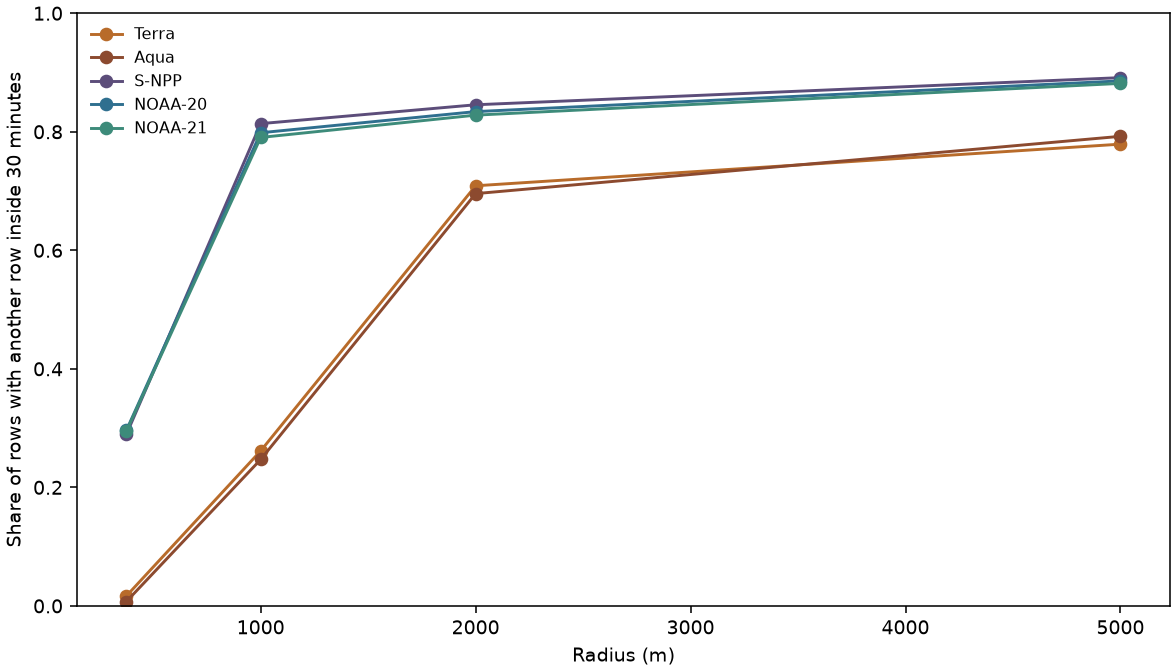 1.0
0.8
0.6
0.4
0.2
0.0
Share of rows with another row inside 30 minutes
Terra
Aqua
S-NPP
NOAA-20
NOAA-21
1000 2000 3000 4000 5000
Radius (m)